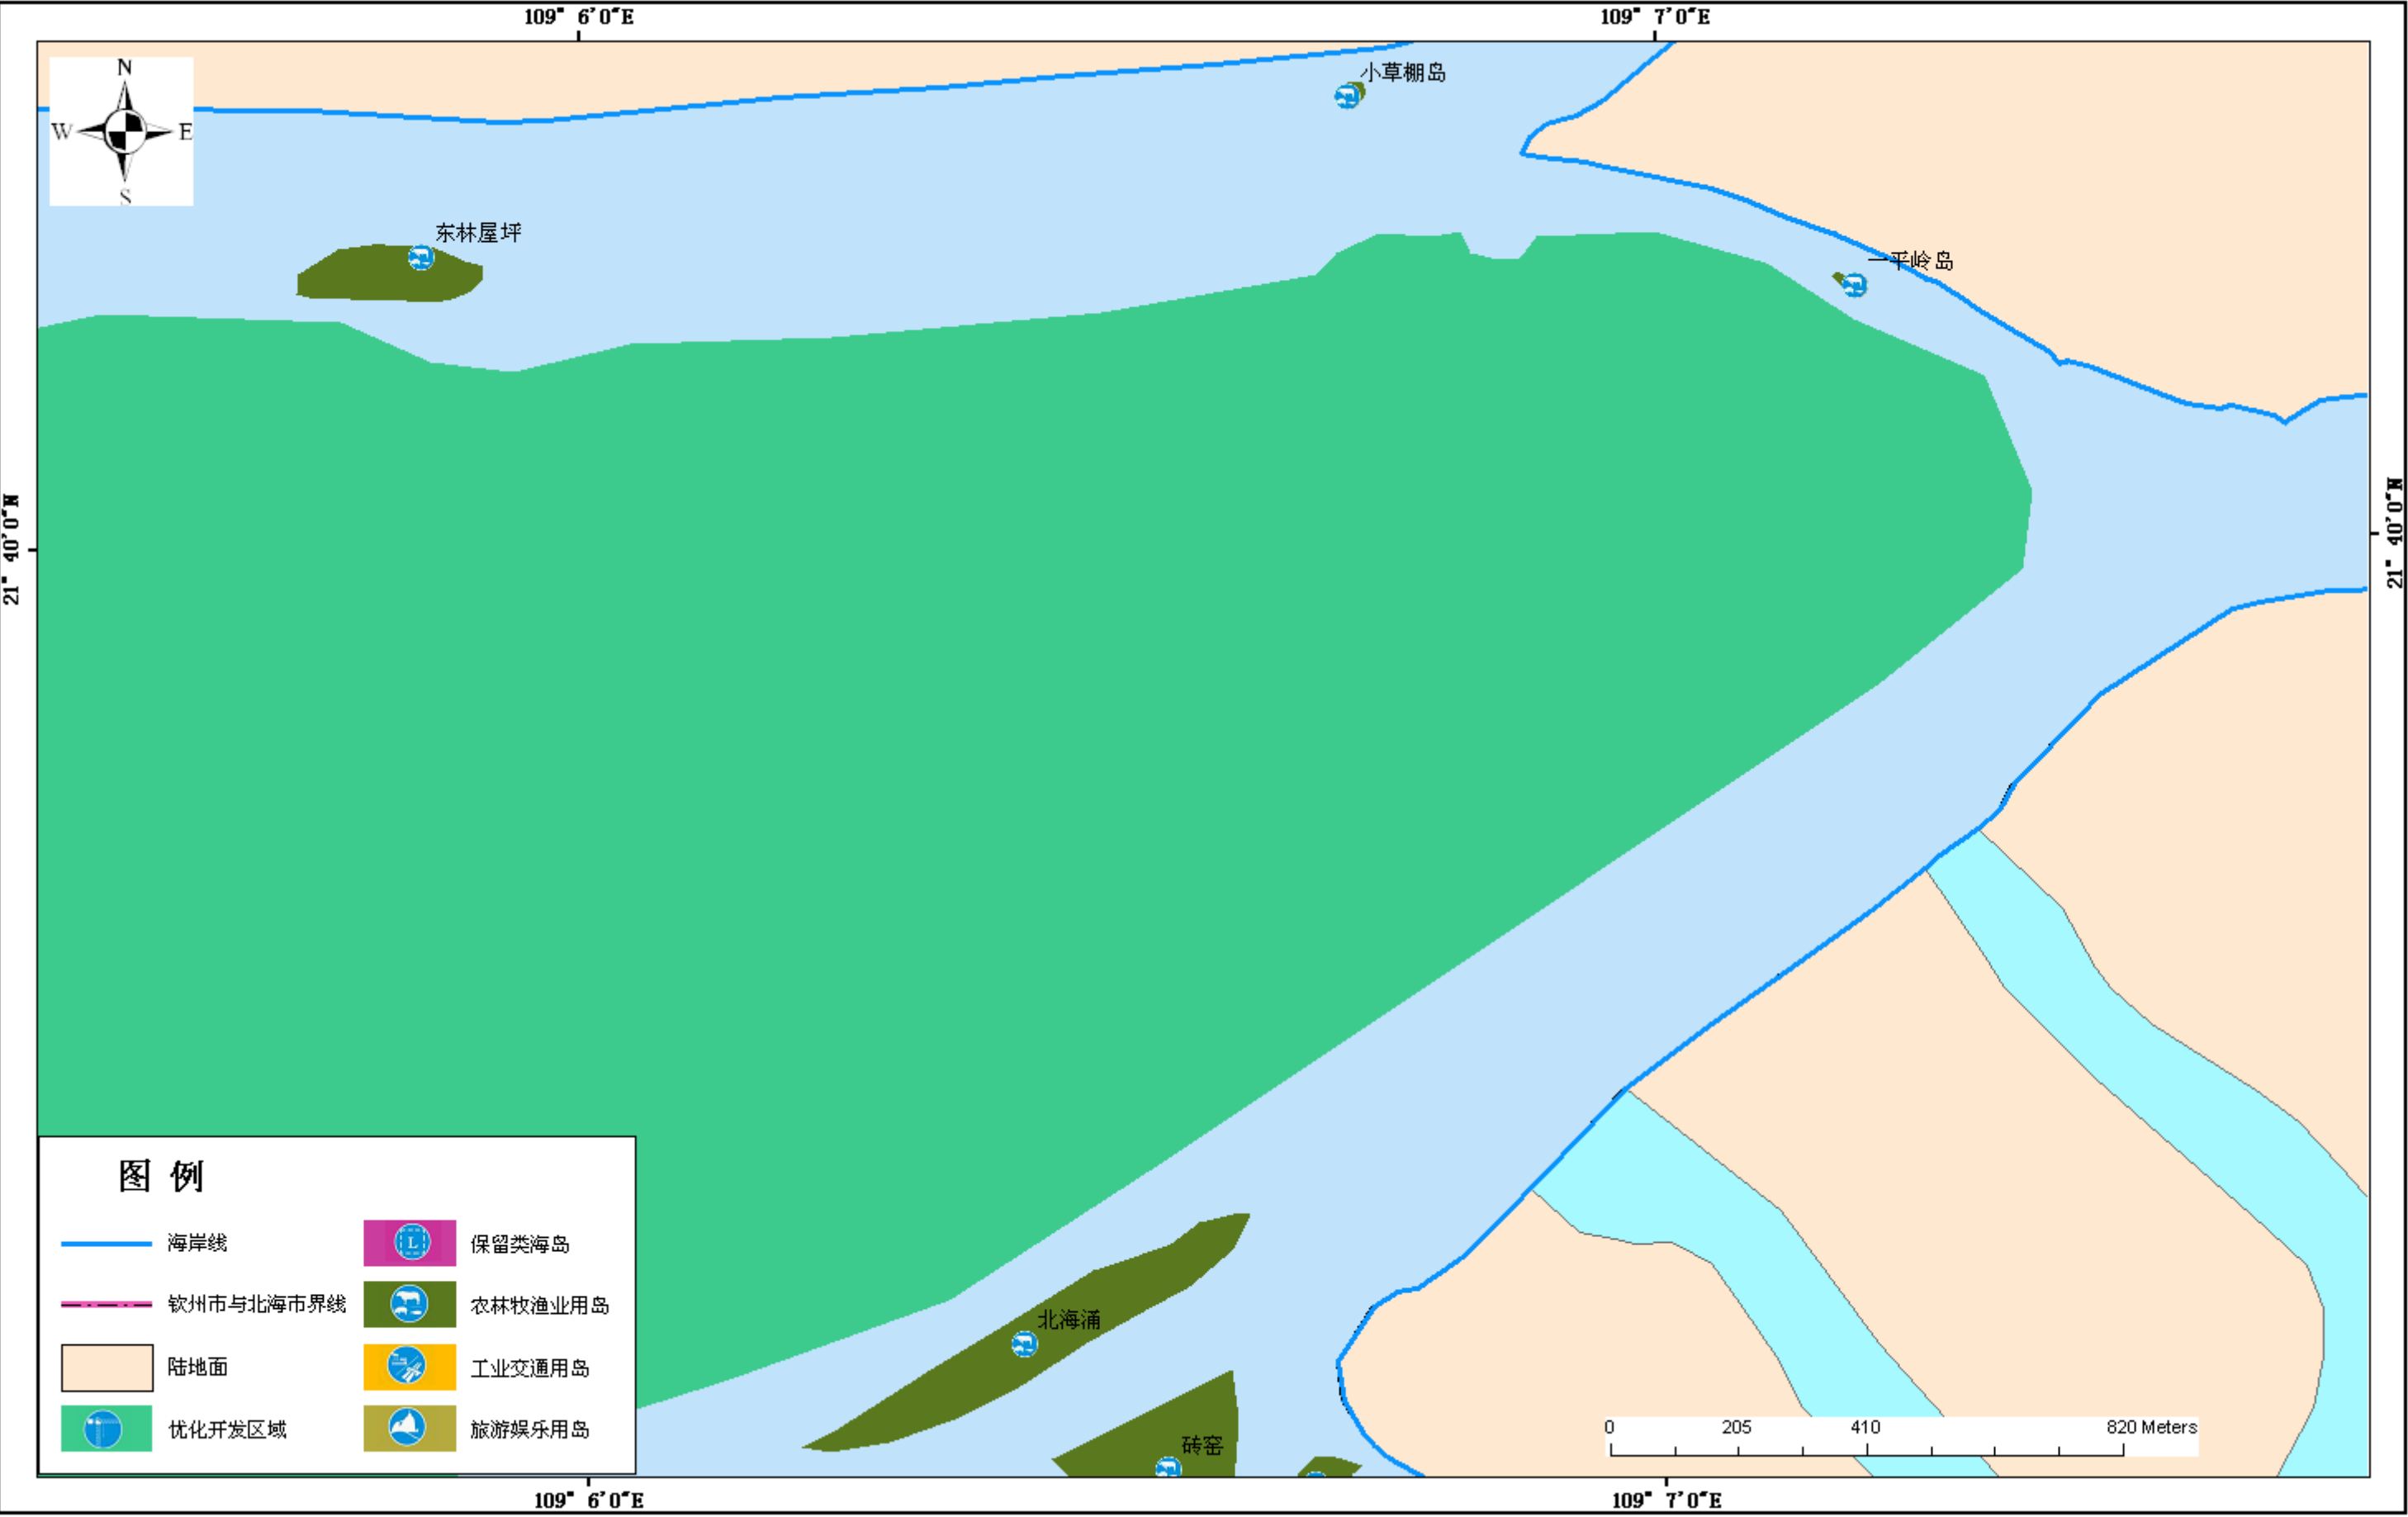 109° 6'0"E
109° 7'0"E
N
W
E
S
小草棚岛
东林屋坪
一平岭岛
21° 40'0"N
21° 40'0"N
图 例
海岸线
保留类海岛
L
钦州市与北海市界线
农林牧渔业用岛
陆地面
工业交通用岛
优化开发区域
旅游娱乐用岛
北海涌
砖窑
0 205 410 820 Meters
109° 6'0"E
109° 7'0"E